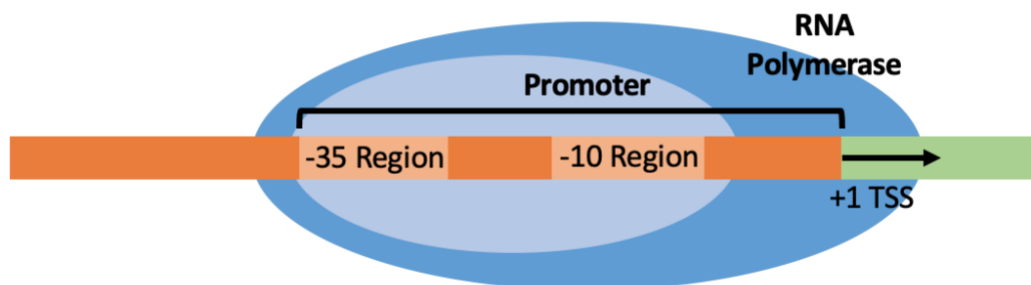 RNA
Polymerase
Promoter
-35 Region
-10 Region
+1 TSS